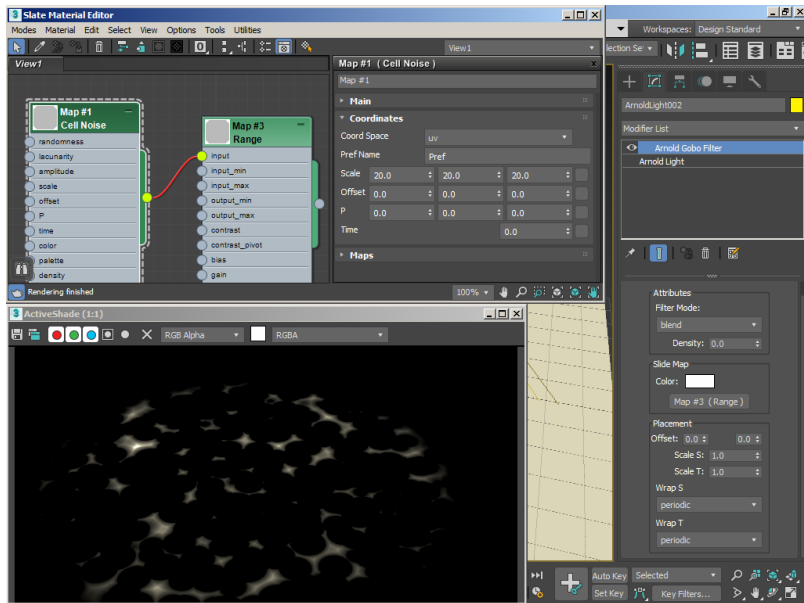 3 Slate Material Editor
Modes Material Edit Select View Options Tools Utilities
View1
View1
Map #1
Cell Noise
randomness
lacunarity
amplitude
scale
offset
P
time
color
palette
density
Map #3
Range
input
input_min
input_max
output_min
output_max
contrast
contrast_pivot
bias
gain
Map #1 ( Cell Noise ) x
Map #1
Main
Coordinates
Coord Space uv
Pref Name Pref
Scale 20.0 20.0 20.0
Offset 0.0 0.0 0.0
P 0.0 0.0 0.0
Time 0.0
Maps
Rendering finished
100%
3 ActiveShade (1:1)
RGB Alpha RGBA
Workspaces: Design Standard
lection Se
ArnoldLight002
Modifier List
Arnold Gobo Filter
Arnold Light
Attributes
Filter Mode:
blend
Density: 0.0
Slide Map
Color:
Map #3 ( Range )
Placement
Offset: 0.0 0.0
Scale S: 1.0
Scale T: 1.0
Wrap S
periodic
Wrap T
periodic
Auto Key Selected
Set Key Key Filters...